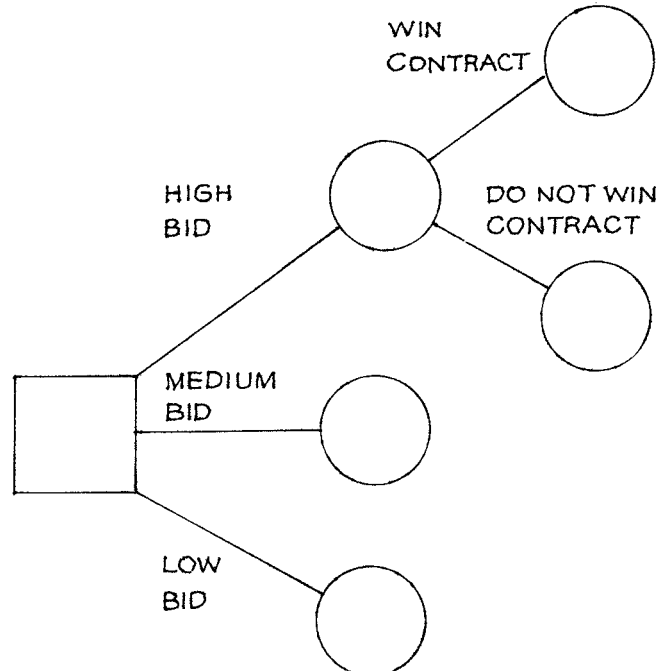 WIN
CONTRACT
HIGH
BID
DO NOT WIN
CONTRACT
MEDIUM
BID
LOW
BID